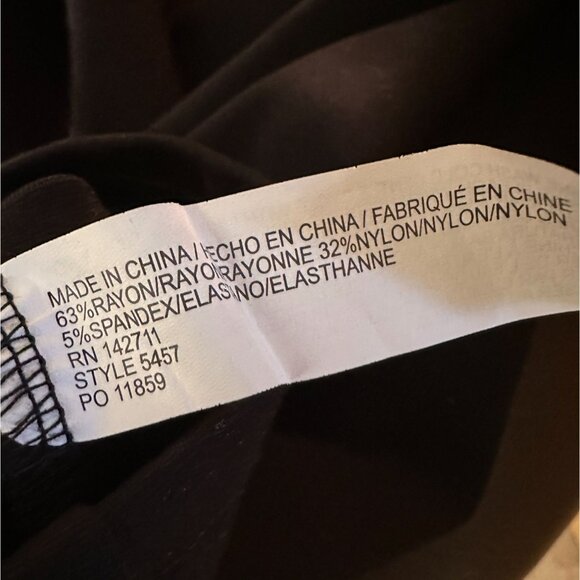 MADE IN CHINA / HECHO EN CHINA / FABRIQUÉ EN CHINE
63%RAYON/RAYON/RAYONNE 32%NYLON/NYLON/NYLON
5%SPANDEX/ELASTANO/ELASTHANNE
RN 142711
STYLE 5457
PO 11859